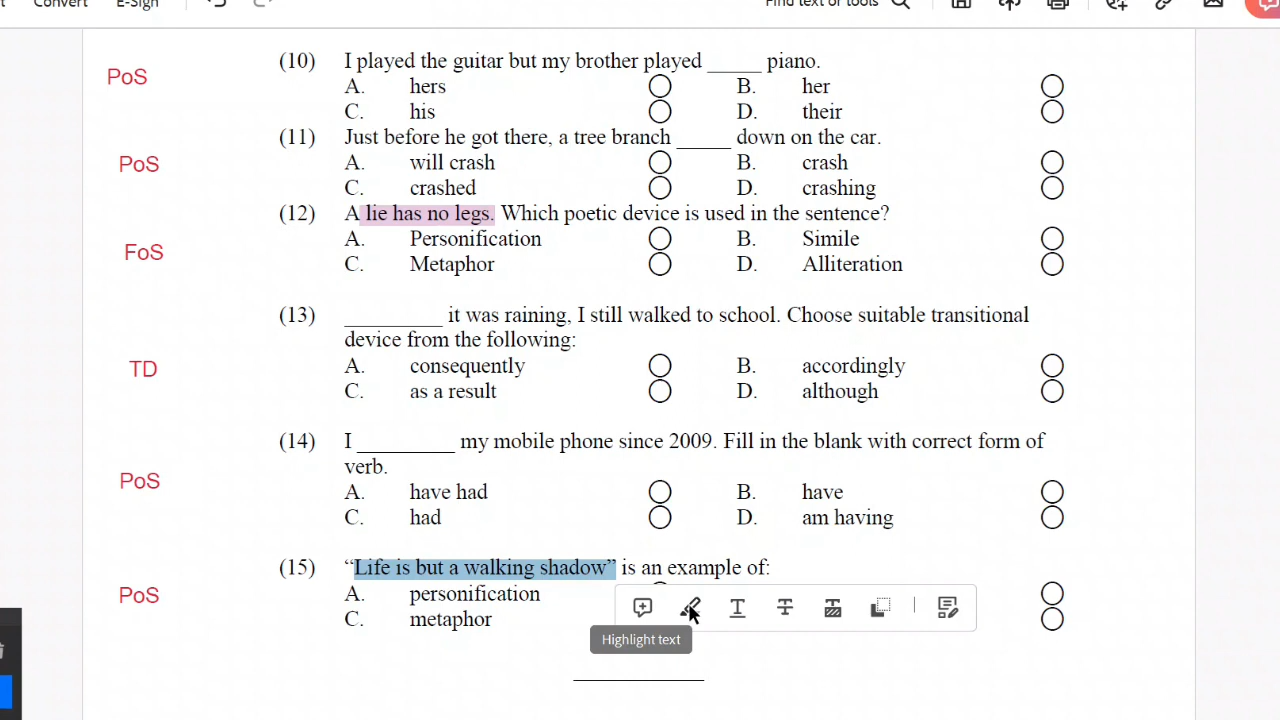 Convert E-Sign Find text or tools
(10) I played the guitar but my brother played _____ piano.
PoS
A. hers B. her
C. his D. their
(11) Just before he got there, a tree branch _____ down on the car.
PoS
A. will crash B. crash
C. crashed D. crashing
(12) A lie has no legs. Which poetic device is used in the sentence?
A. Personification B. Simile
FoS
C. Metaphor D. Alliteration
(13) _________ it was raining, I still walked to school. Choose suitable transitional
device from the following:
TD
A. consequently B. accordingly
C. as a result D. although
(14) I _________ my mobile phone since 2009. Fill in the blank with correct form of
verb.
PoS
A. have had B. have
C. had D. am having
(15) “Life is but a walking shadow” is an example of:
PoS
A. personification
C. metaphor
Highlight text